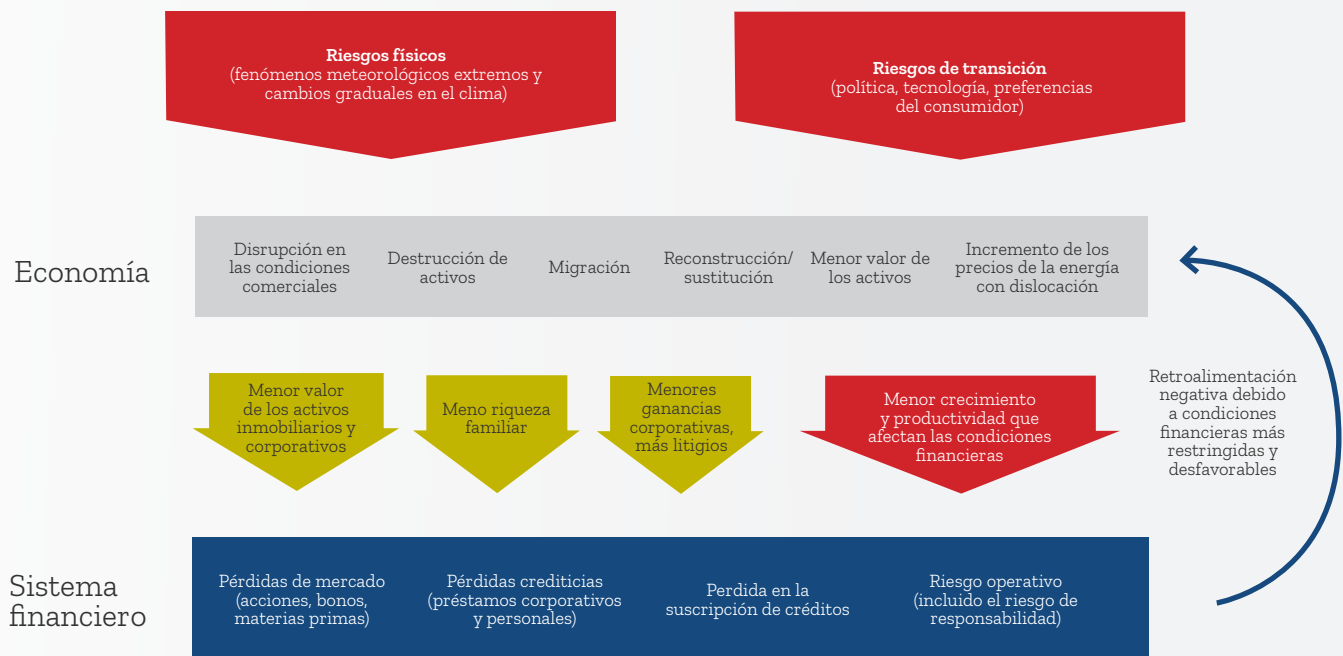 Riesgos físicos
(fenómenos meteorológicos extremos y
cambios graduales en el clima)
Riesgos de transición
(política, tecnología, preferencias
del consumidor)
Economía
Disrupción en
las condiciones
comerciales
Destrucción de
activos
Migración
Reconstrucción/
sustitución
Menor valor de
los activos
Incremento de los
precios de la energía
con dislocación
Menor valor
de los activos
inmobiliarios y
corporativos
Meno riqueza
familiar
Menores
ganancias
corporativas,
más litigios
Menor crecimiento
y productividad que
afectan las condiciones
financieras
Retroalimentación
negativa debido
a condiciones
financieras más
restringidas y
desfavorables
Sistema
financiero
Pérdidas de mercado
(acciones, bonos,
materias primas)
Pérdidas crediticias
(préstamos corporativos
y personales)
Perdida en la
suscripción de créditos
Riesgo operativo
(incluido el riesgo de
responsabilidad)